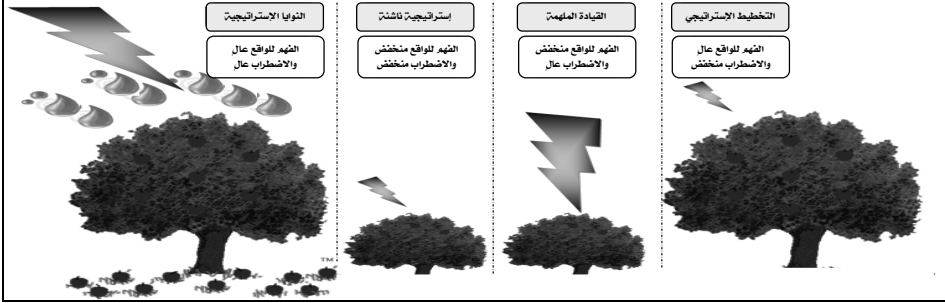 التخطيط الإستراتيجي
الفهم للواقع عالٍ
والاضطراب منخفض
القيادة الملهمة
الفهم للواقع منخفض
والاضطراب عالٍ
إستراتيجية ناشئة
الفهم للواقع منخفض
والاضطراب منخفض
النوايا الإستراتيجية
الفهم للواقع عالٍ
والاضطراب عالٍ
TM